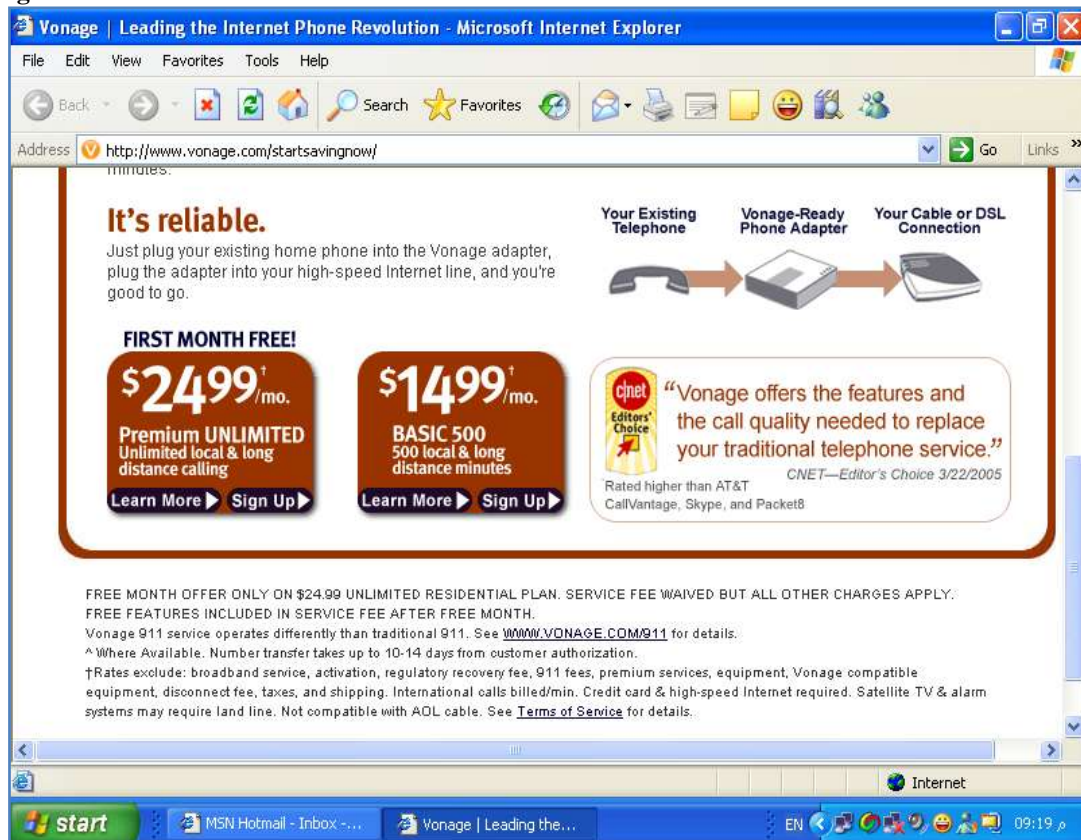 Vonage | Leading the Internet Phone Revolution - Microsoft Internet Explorer
File Edit View Favorites Tools Help
Back Search Favorites
Address http://www.vonage.com/startsavingnow/ Go Links »
minutes.
It's reliable.
Just plug your existing home phone into the Vonage adapter,
plug the adapter into your high-speed Internet line, and you're
good to go.
Your Existing
Telephone
Vonage-Ready
Phone Adapter
Your Cable or DSL
Connection
FIRST MONTH FREE!
$2499†/mo.
Premium UNLIMITED
Unlimited local & long
distance calling
Learn More Sign Up
$1499†/mo.
BASIC 500
500 local & long
distance minutes
Learn More Sign Up
c|net
Editors'
Choice
“Vonage offers the features and
the call quality needed to replace
your traditional telephone service.”
CNET—Editor's Choice 3/22/2005
Rated higher than AT&T
CallVantage, Skype, and Packet8
FREE MONTH OFFER ONLY ON $24.99 UNLIMITED RESIDENTIAL PLAN. SERVICE FEE WAIVED BUT ALL OTHER CHARGES APPLY.
FREE FEATURES INCLUDED IN SERVICE FEE AFTER FREE MONTH.
Vonage 911 service operates differently than traditional 911. See WWW.VONAGE.COM/911 for details.
^ Where Available. Number transfer takes up to 10-14 days from customer authorization.
†Rates exclude: broadband service, activation, regulatory recovery fee, 911 fees, premium services, equipment, Vonage compatible
equipment, disconnect fee, taxes, and shipping. International calls billed/min. Credit card & high-speed Internet required. Satellite TV & alarm
systems may require land line. Not compatible with AOL cable. See Terms of Service for details.
Internet
start MSN Hotmail - Inbox -... Vonage | Leading the... EN 09:19 م